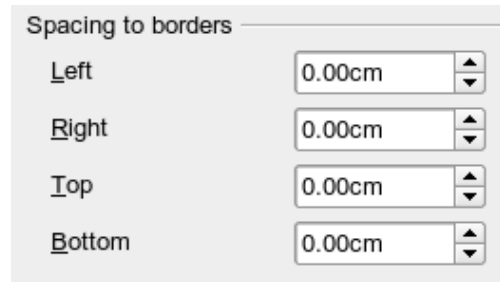 Spacing to borders
Left 0.00cm
Right 0.00cm
Top 0.00cm
Bottom 0.00cm